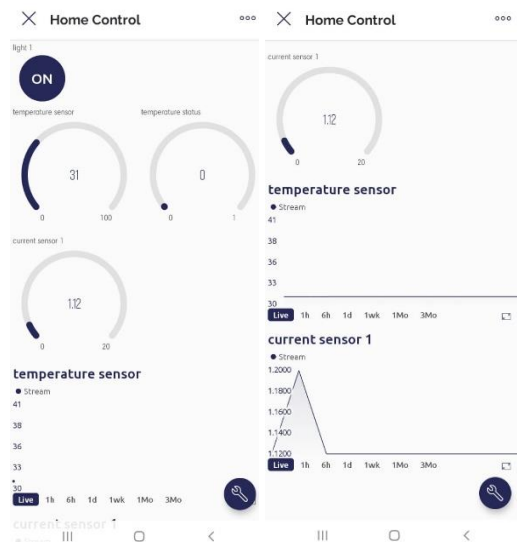 Home Control
light 1
ON
temperature sensor
temperature status
31
0
0
100
0
1
current sensor 1
1.12
0
20
temperature sensor
Stream
41
38
36
33
30
Live 1h 6h 1d 1wk 1Mo 3Mo
current sensor 1
Home Control
current sensor 1
1.12
0
20
temperature sensor
Stream
41
38
36
33
30
Live 1h 6h 1d 1wk 1Mo 3Mo
current sensor 1
Stream
1.2000
1.1800
1.1600
1.1400
1.1200
Live 1h 6h 1d 1wk 1Mo 3Mo